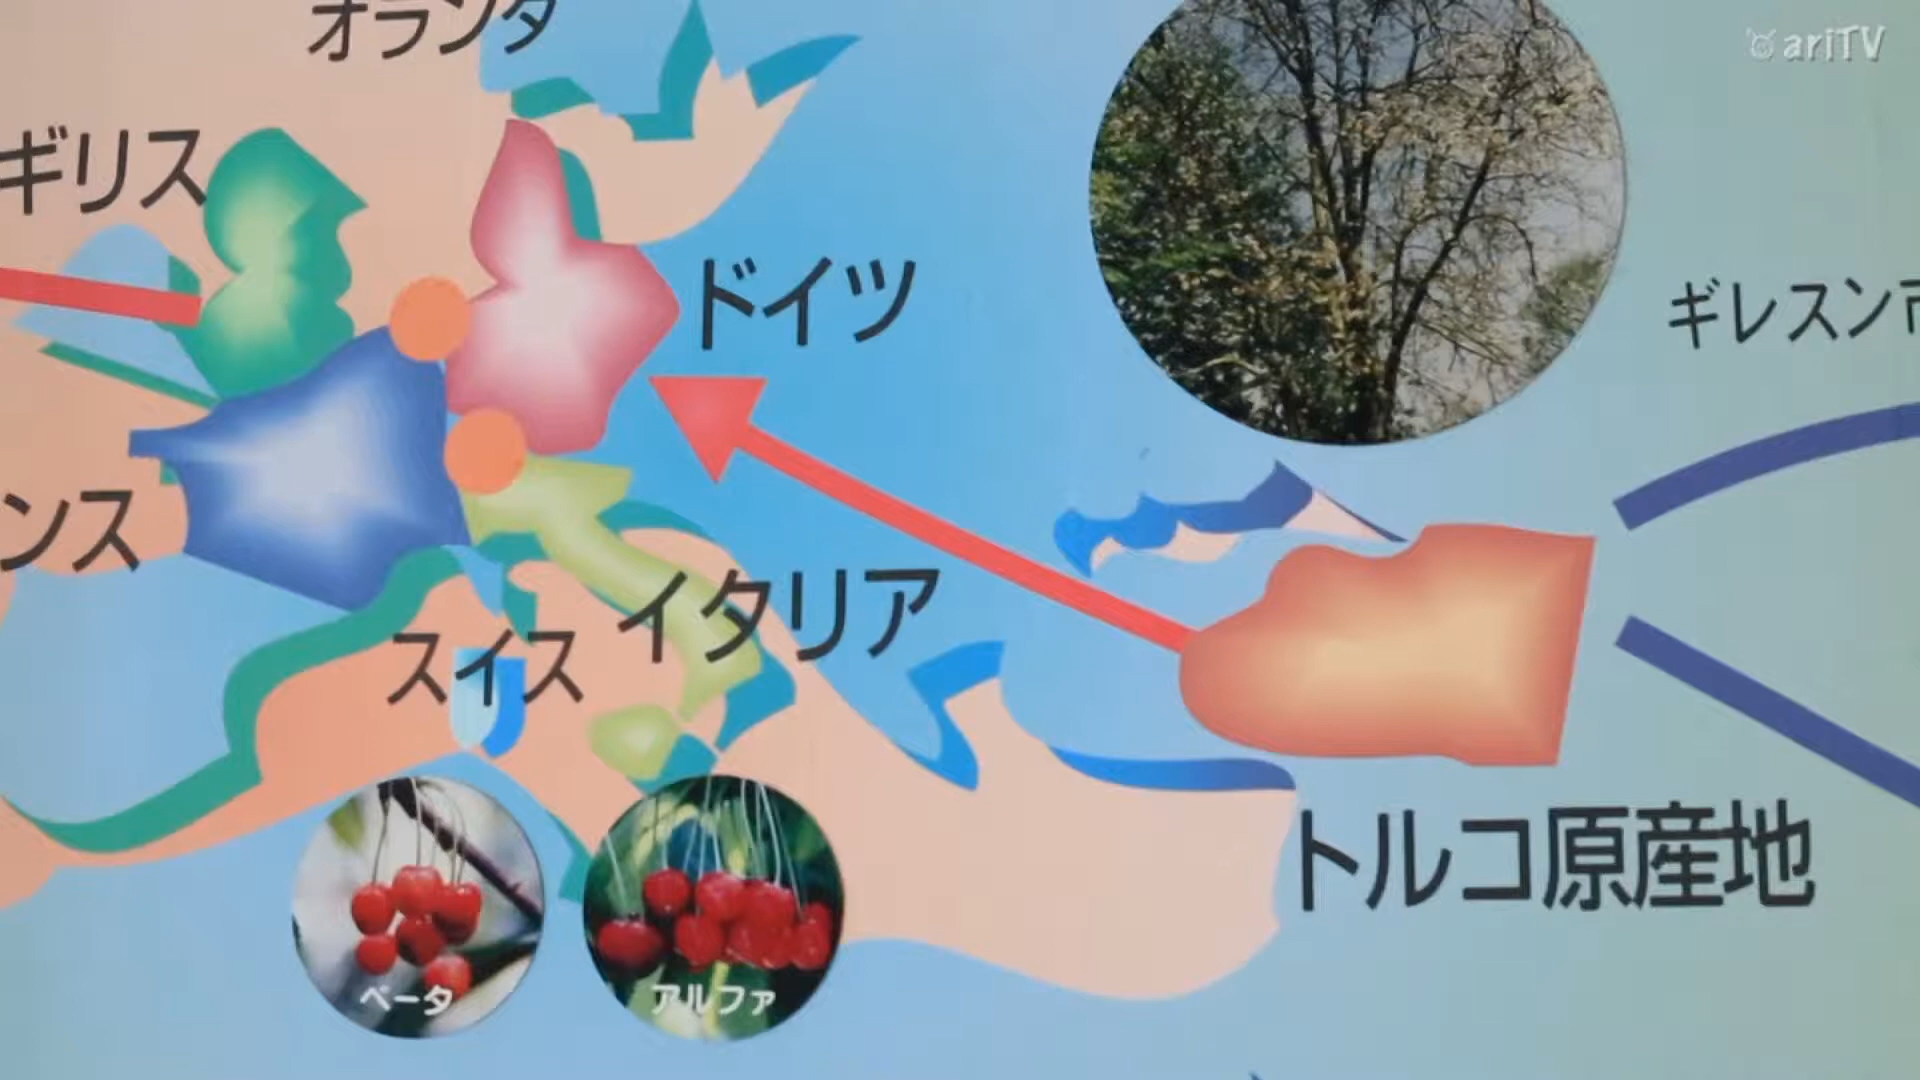 オランダ
ariTV
ギリス
ドイツ
ギレスン市
ンス
イタリア
スイス
トルコ原産地
ベータ
アルファ